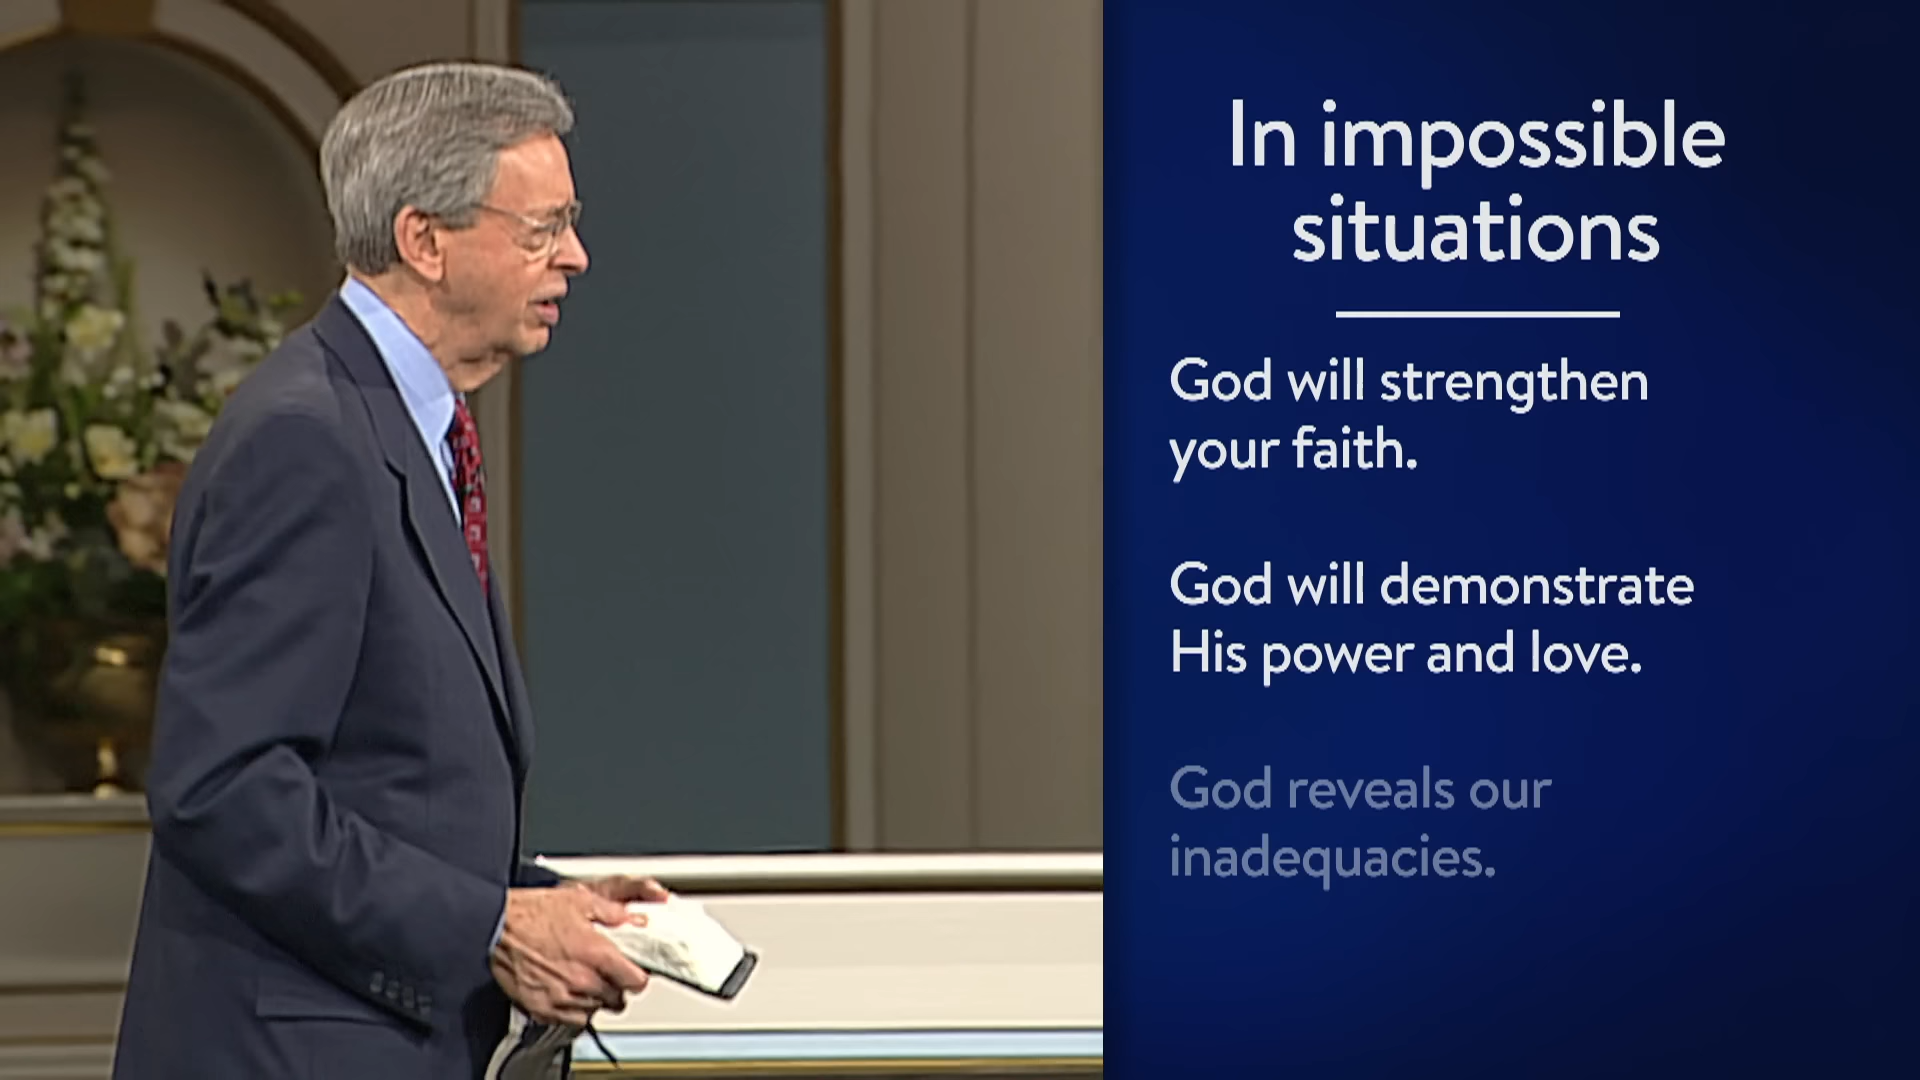 In impossible
situations
God will strengthen
your faith.
God will demonstrate
His power and love.
God reveals our
inadequacies.